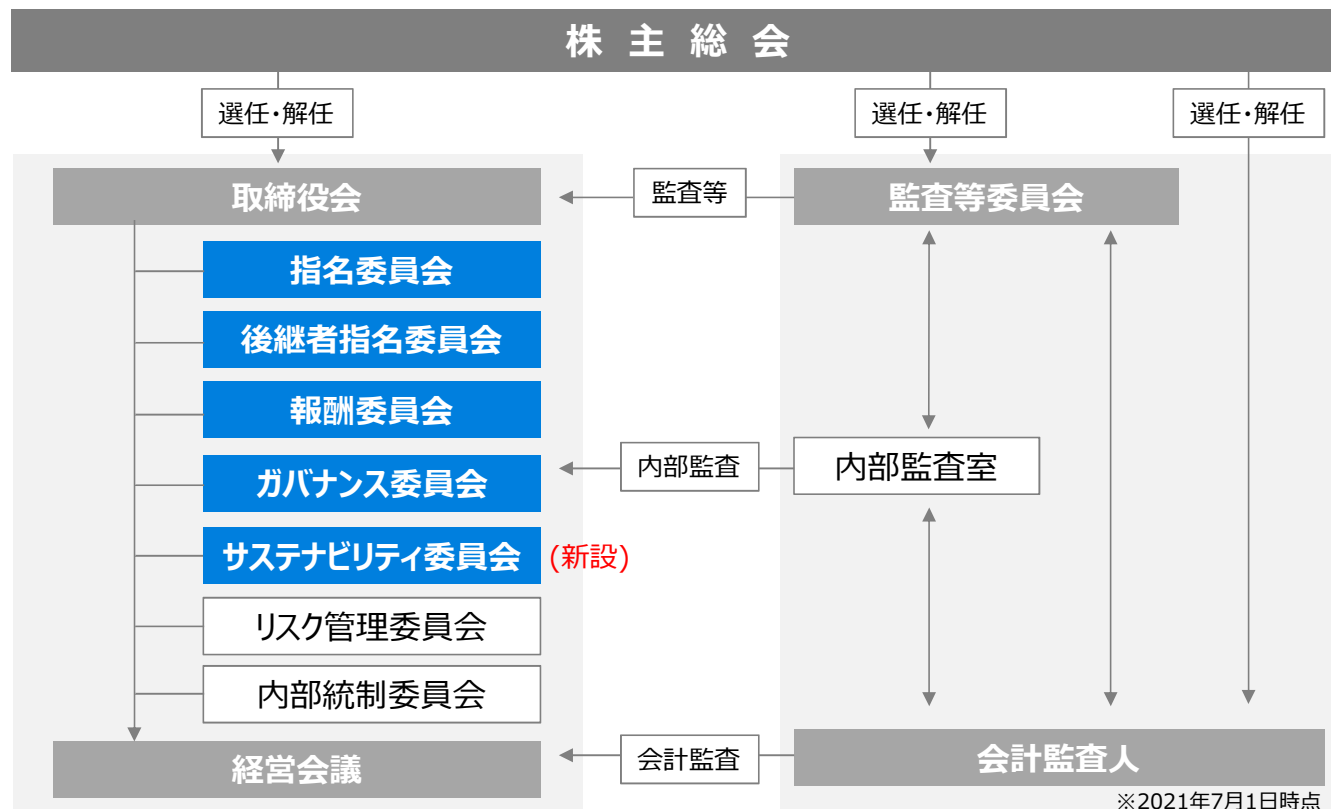 株 主 総 会
選任・解任
選任・解任
選任・解任
取締役会
監査等
監査等委員会
指名委員会
後継者指名委員会
報酬委員会
ガバナンス委員会
内部監査
内部監査室
サステナビリティ委員会
(新設)
リスク管理委員会
内部統制委員会
経営会議
会計監査
会計監査人
※2021年7月1日時点